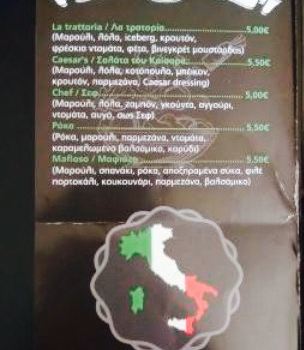 La trattoria / Λα τρατορία......5,00€
(Μαρούλι, λόλα, iceberg, κρουτόν,
φρέσκια ντομάτα, φέτα, βινεγκρέτ μουστάρδας)
Caesar's / Σαλάτα του Καίσαρα......5,50€
(Μαρούλι, λόλα, κοτόπουλο, μπέικον,
κρουτόν, παρμεζάνα, Caesar dressing)
Chef / Σεφ......5,00€
(Μαρούλι, λόλα, ζαμπόν, γκούντα, αγγούρι,
ντομάτα, αυγό, σως Σεφ)
Ρόκα......5,50€
(Ρόκα, μαρούλι, παρμεζάνα, ντομάτα,
καραμελωμένο βαλσάμικο, καρύδι)
Mafioso / Μαφιόζο......5,50€
(Μαρούλι, σπανάκι, ρόκα, αποξηραμένα σύκα, φιλέ
πορτοκάλι, κουκουνάρι, παρμεζάνα, βαλσάμικο)